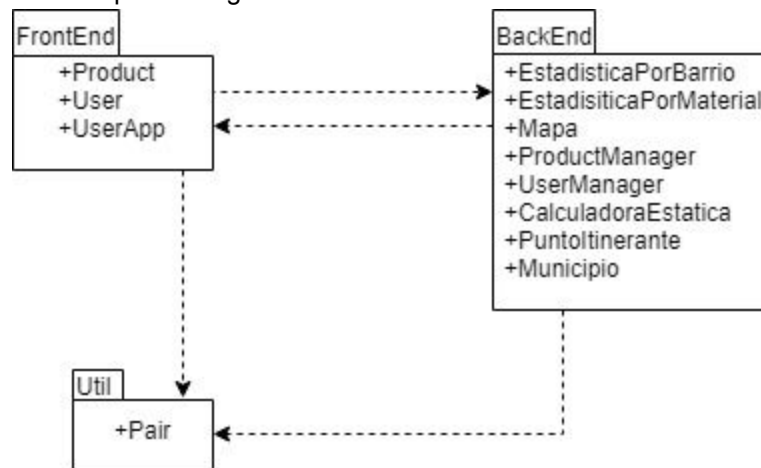 FrontEnd
+Product
+User
+UserApp
BackEnd
+EstadisticaPorBarrio
+EstadisiticaPorMaterial
+Mapa
+ProductManager
+UserManager
+CalculadoraEstatica
+PuntoItinerante
+Municipio
Util
+Pair